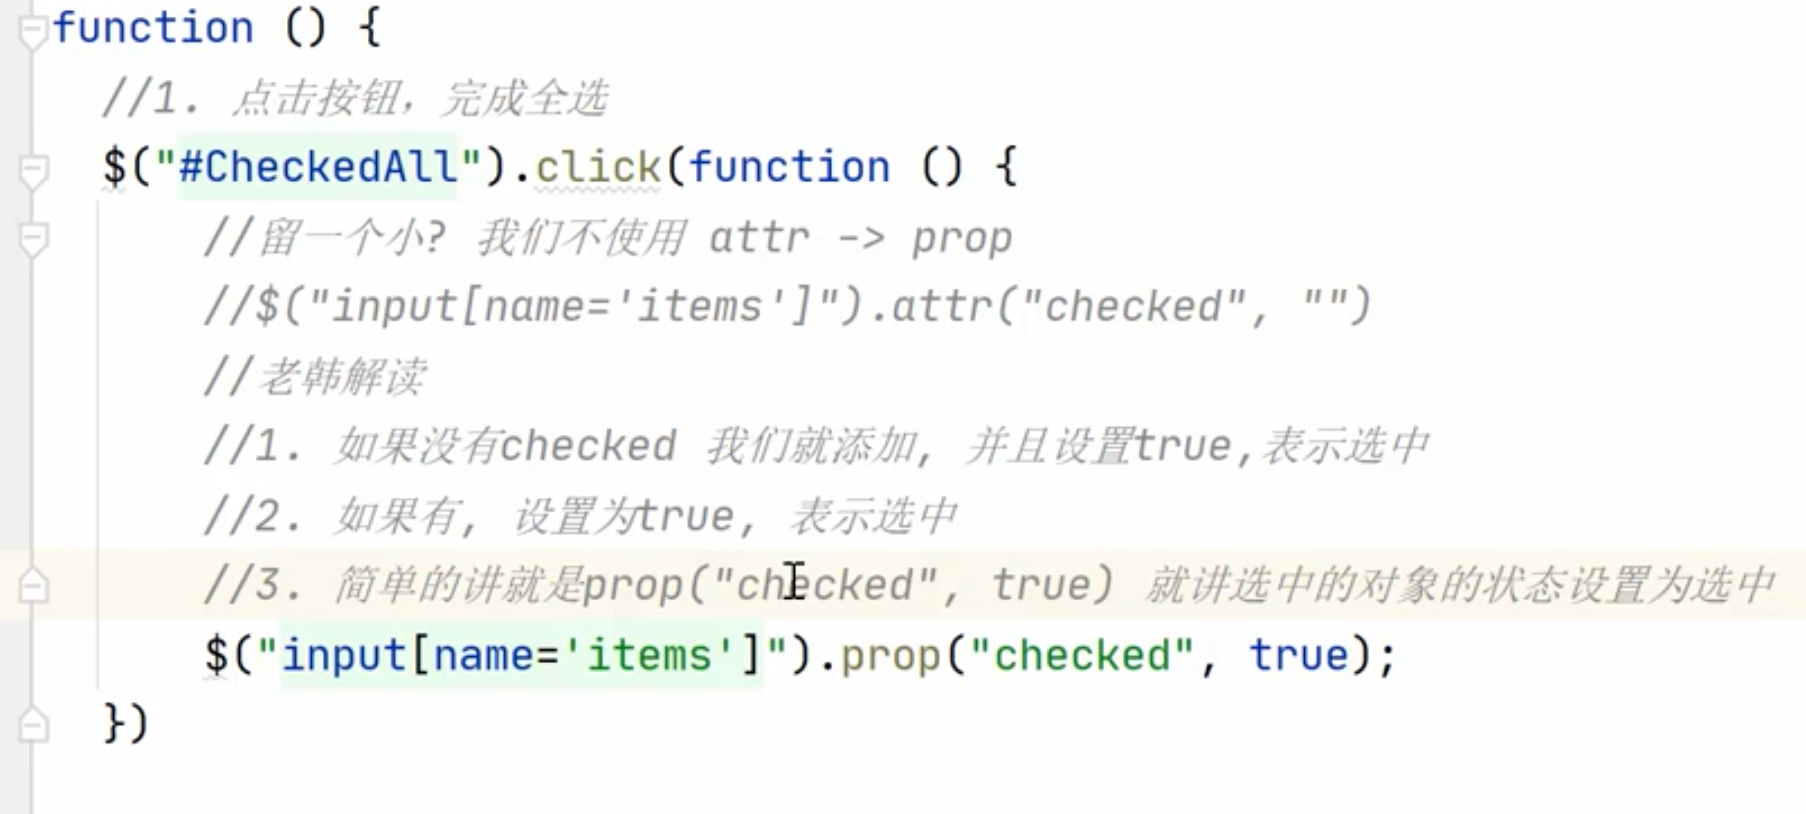 function () {
//1. 点击按钮，完成全选
$("#CheckedAll").click(function () {
//留一个小? 我们不使用 attr -> prop
//$("input[name='items']").attr("checked", "")
//老韩解读
//1. 如果没有checked 我们就添加, 并且设置true,表示选中
//2. 如果有, 设置为true, 表示选中
//3. 简单的讲就是prop("checked", true) 就讲选中的对象的状态设置为选中
$("input[name='items']").prop("checked", true);
})